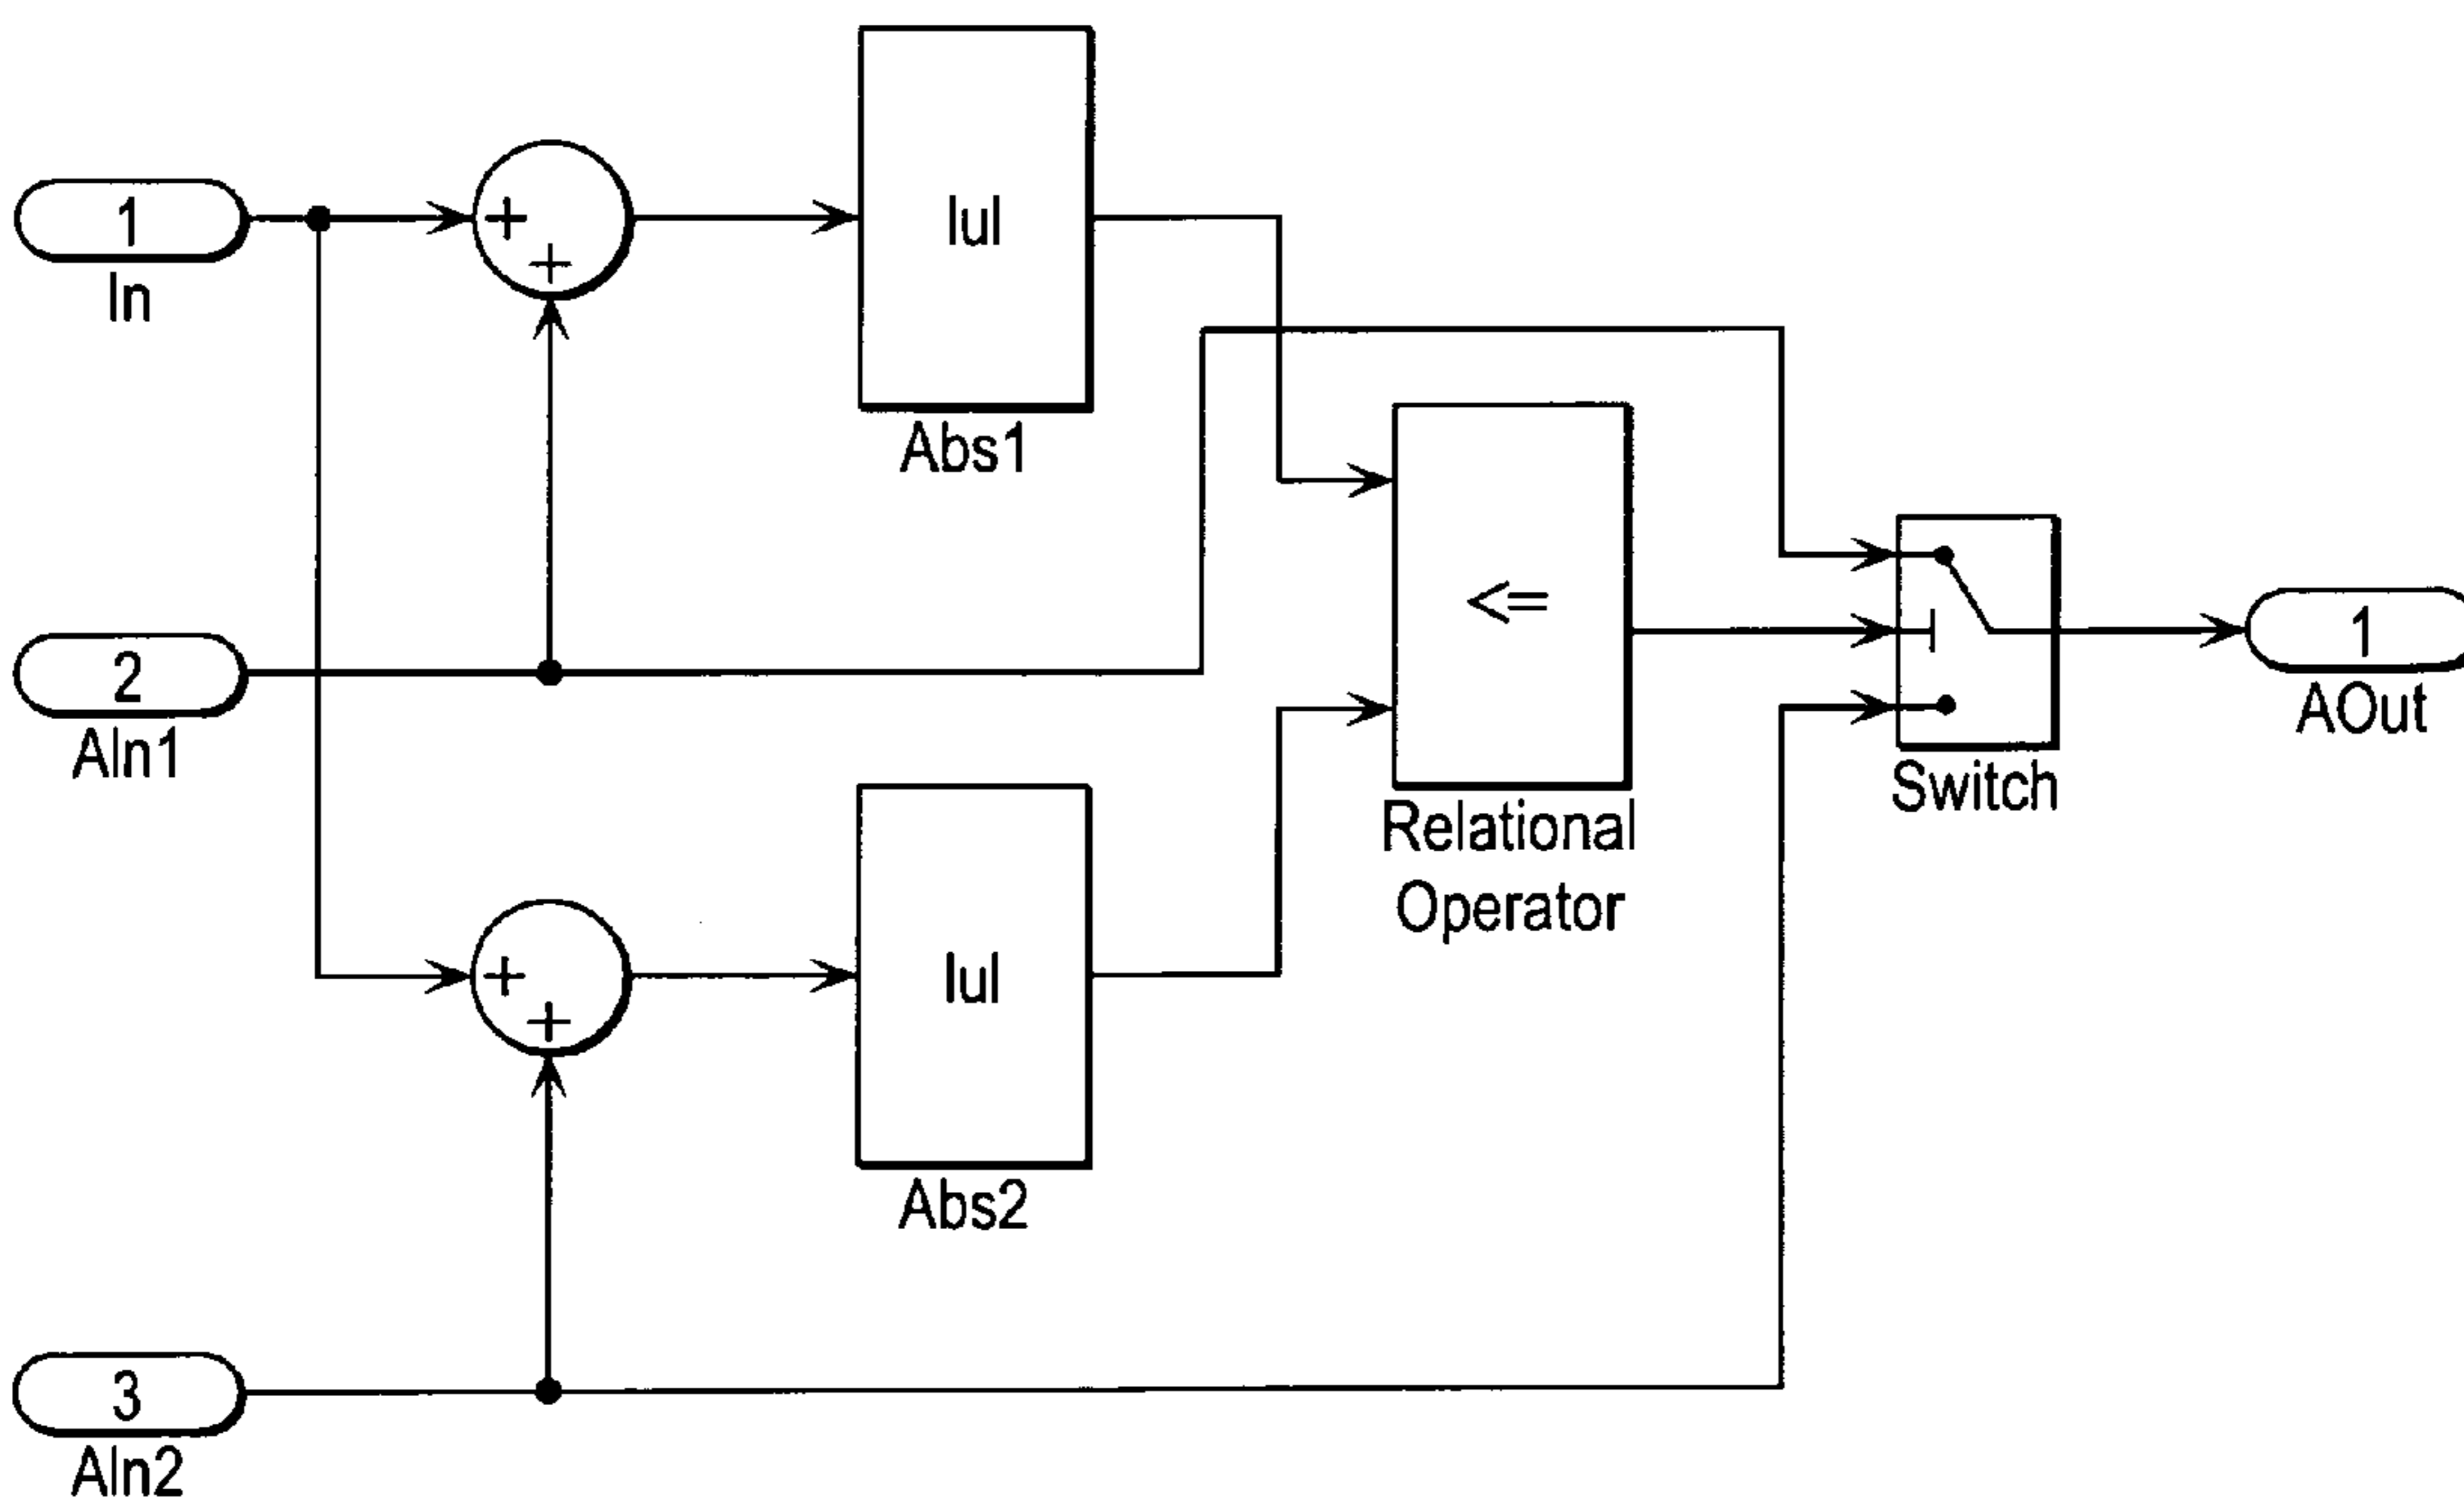 1
In
+
+
|u|
Abs1
2
AIn1
<=
Relational
Operator
Switch
1
AOut
+
+
|u|
Abs2
3
AIn2